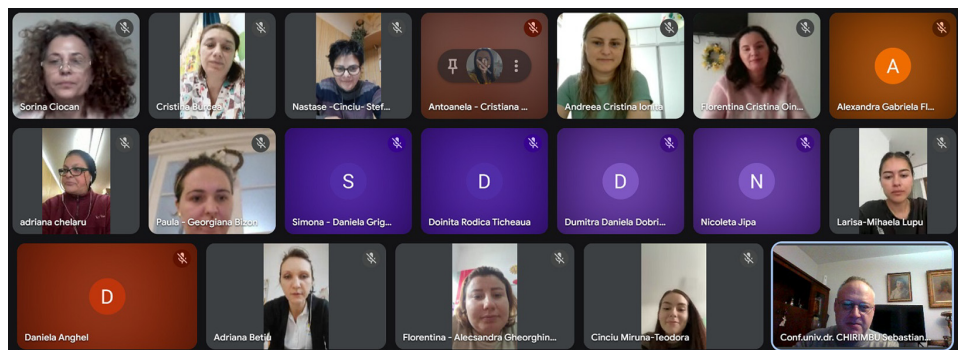 Sorina Ciocan
Cristina Burcea
Nastase -Cinciu- Stef...
Antoanela - Cristiana ...
Andreea Cristina Ionita
Florentina Cristina Oin...
A
Alexandra Gabriela Fl...
adriana chelaru
Paula - Georgiana Bizon
S
Simona - Daniela Grig...
D
Doinita Rodica Ticheaua
D
Dumitra Daniela Dobri...
N
Nicoleta Jipa
Larisa-Mihaela Lupu
D
Daniela Anghel
Adriana Betiu
Florentina - Alecsandra Gheorghin...
Cinciu Miruna-Teodora
Conf.univ.dr. CHIRIMBU Sebastian...